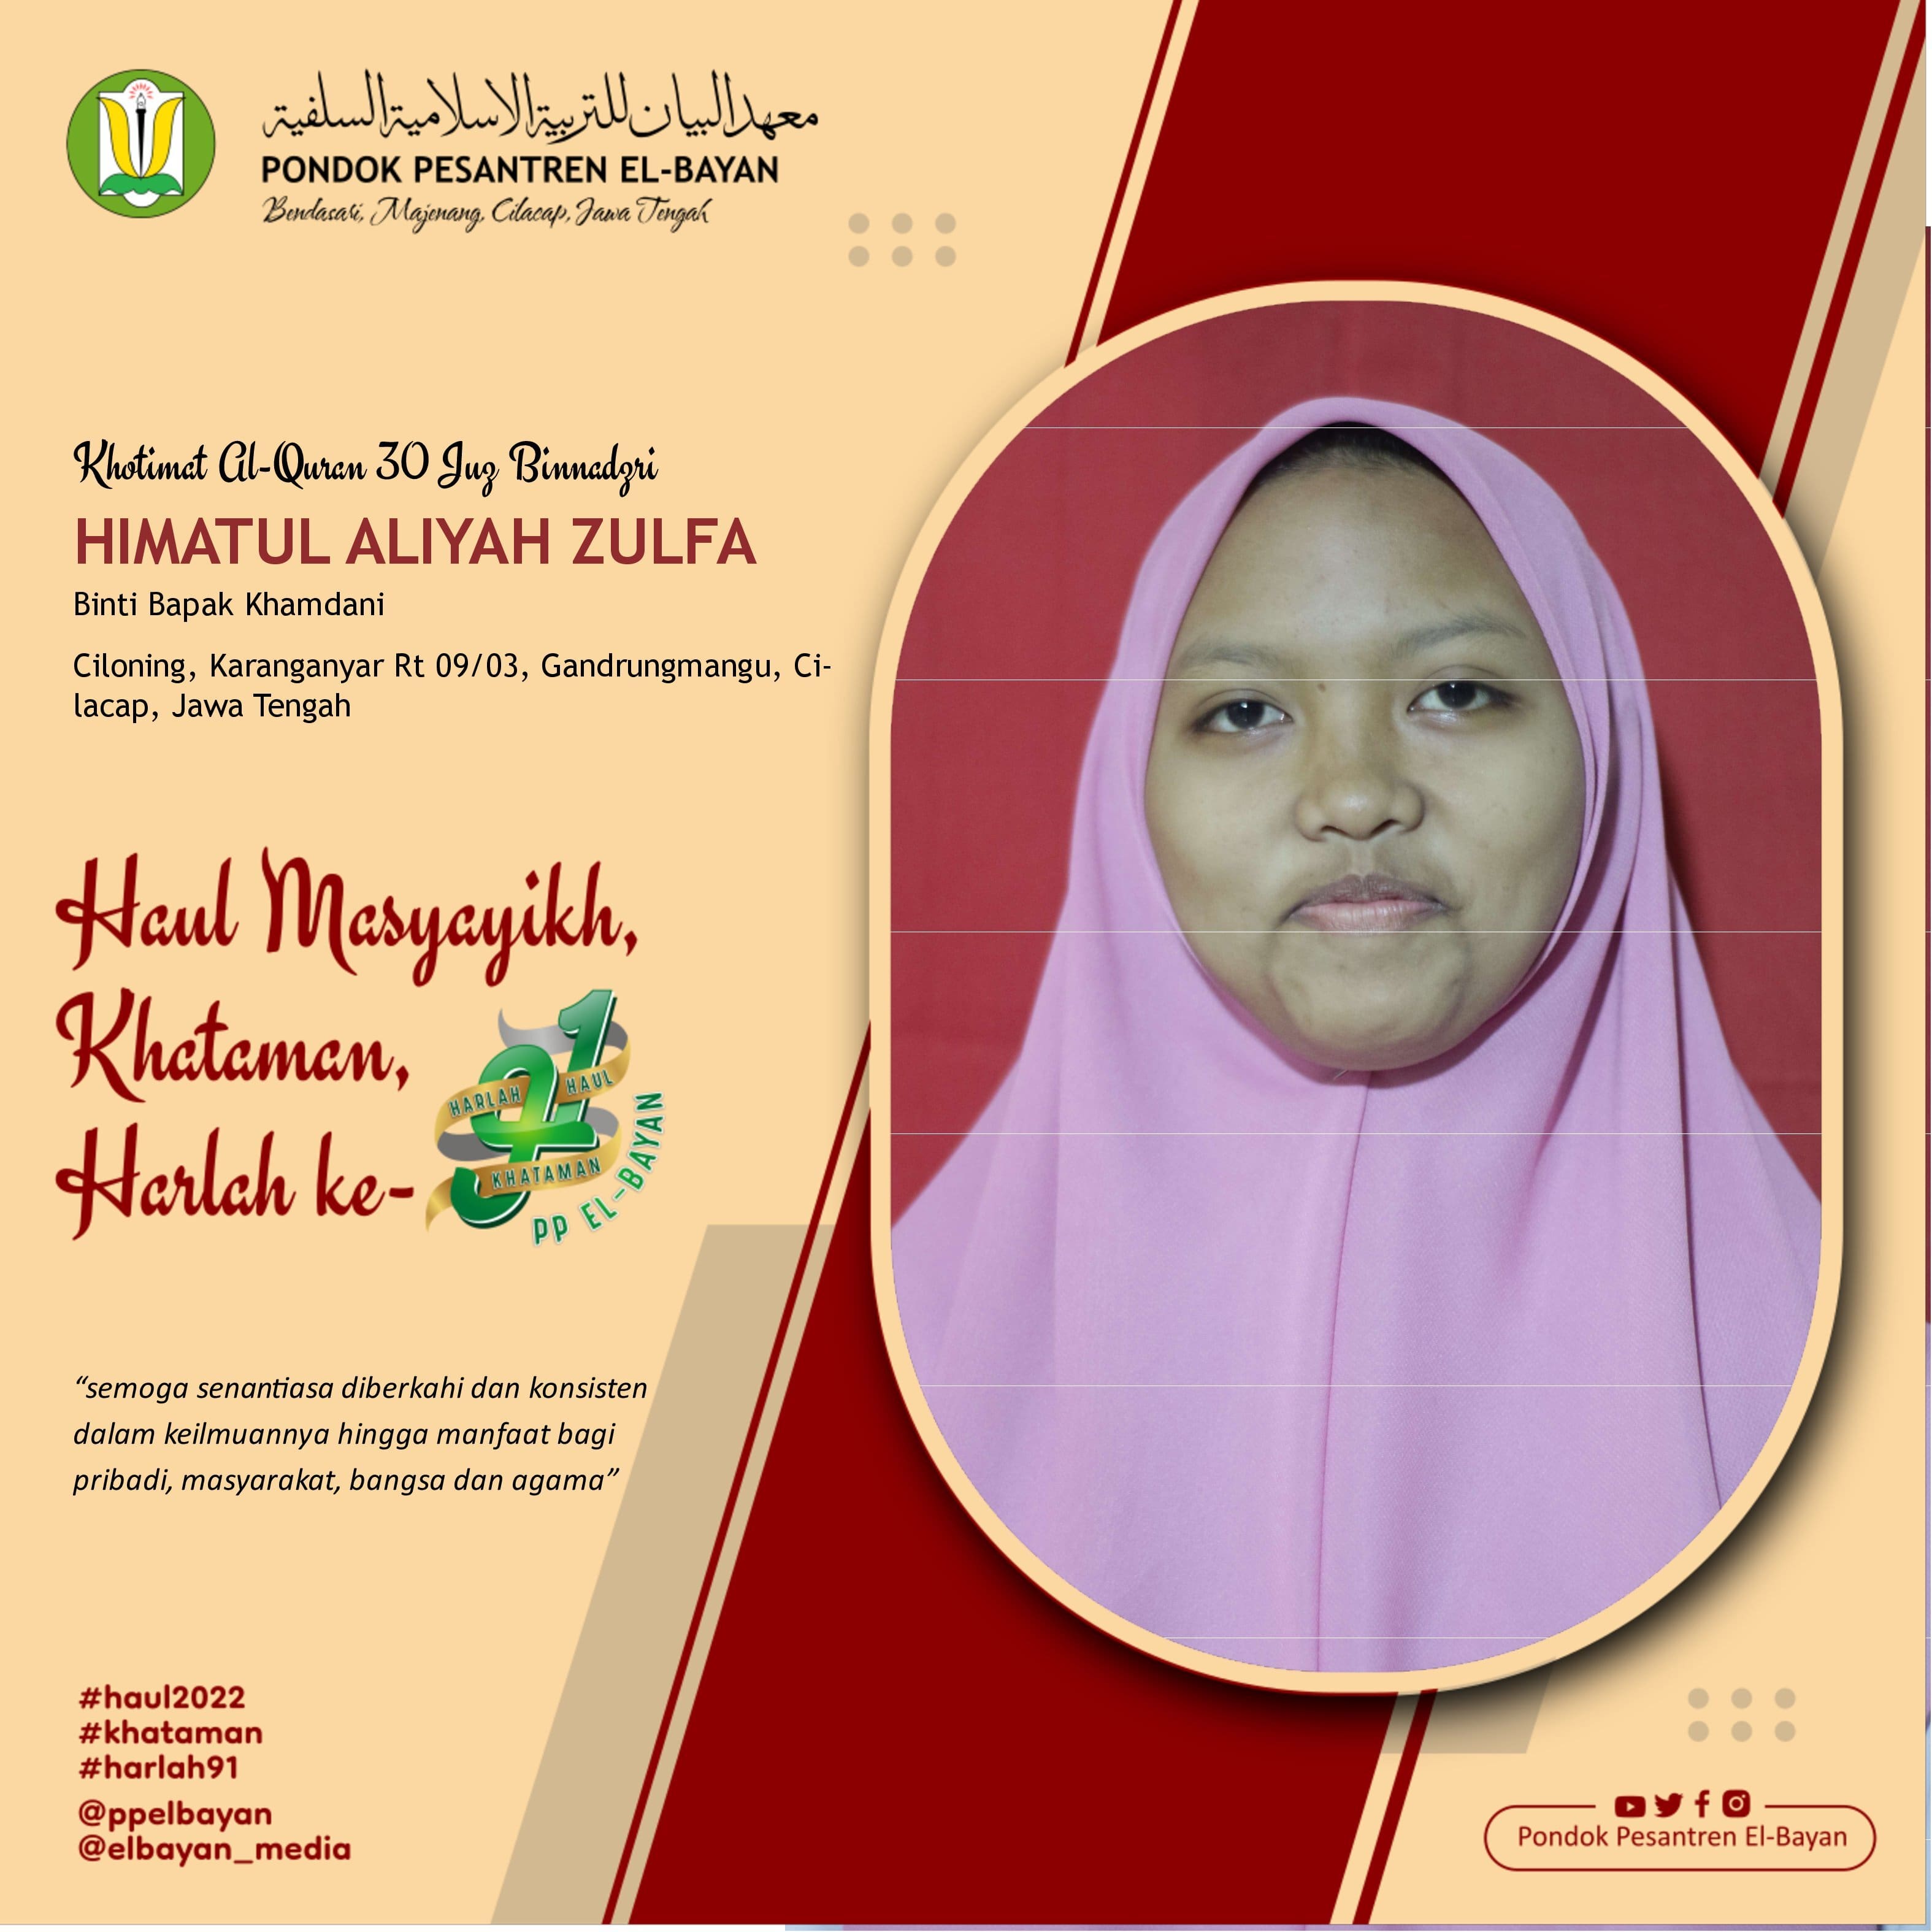 معهد البيان للتربية الاسلامية السلفية
PONDOK PESANTREN EL-BAYAN
Bendasari, Majenang, Cilacap, Jawa Tengah
Khotimat Al-Quran 30 Juz Binnadzri
HIMATUL ALIYAH ZULFA
Binti Bapak Khamdani
Ciloning, Karanganyar Rt 09/03, Gandrungmangu, Ci-
lacap, Jawa Tengah
Haul Masyayikh,
Khataman,
Harlah ke-
91
HARLAH HAUL
KHATAMAN
PP EL-BAYAN
“semoga senantiasa diberkahi dan konsisten
dalam keilmuannya hingga manfaat bagi
pribadi, masyarakat, bangsa dan agama”
#haul2022
#khataman
#harlah91
@ppelbayan
@elbayan_media
Pondok Pesantren El-Bayan